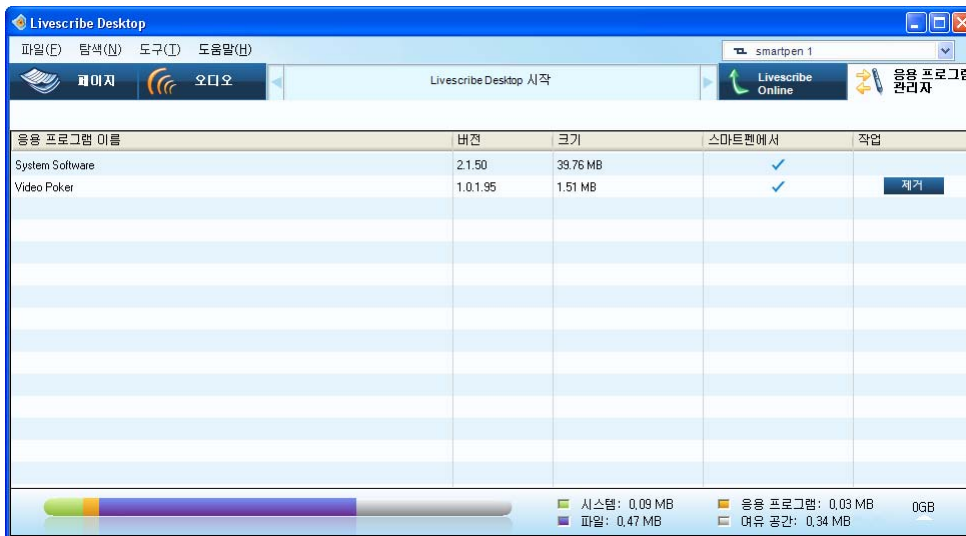 Livescribe Desktop
파일(F) 탐색(N) 도구(T) 도움말(H)
smartpen 1
페이지 오디오 Livescribe Desktop 시작 Livescribe Online 응용 프로그램 관리자
응용 프로그램 이름 버전 크기 스마트펜에서 작업
System Software 2.1.50 39.76 MB
Video Poker 1.0.1.95 1.51 MB 제거
시스템: 0,09 MB 응용 프로그램: 0,03 MB 0GB
파일: 0,47 MB 여유 공간: 0,34 MB